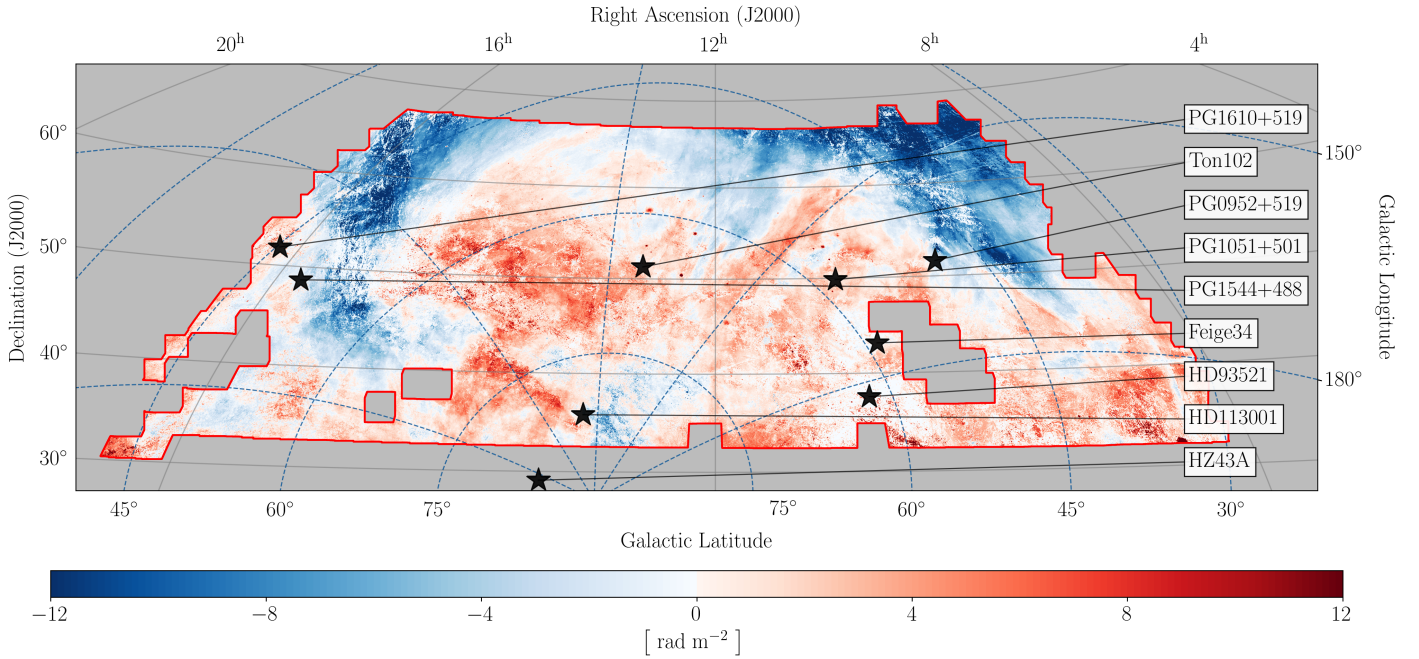 Right Ascension (J2000)
20h 16h 12h 8h 4h
PG1610+519
60°
150°
Ton102
PG0952+519
50°
PG1051+501
PG1544+488
Feige34
40°
HD93521
180°
HD113001
30°
HZ43A
Declination (J2000)
Galactic Longitude
45° 60° 75° 75° 60° 45° 30°
Galactic Latitude
−12 −8 −4 0 4 8 12
[ rad m−2 ]